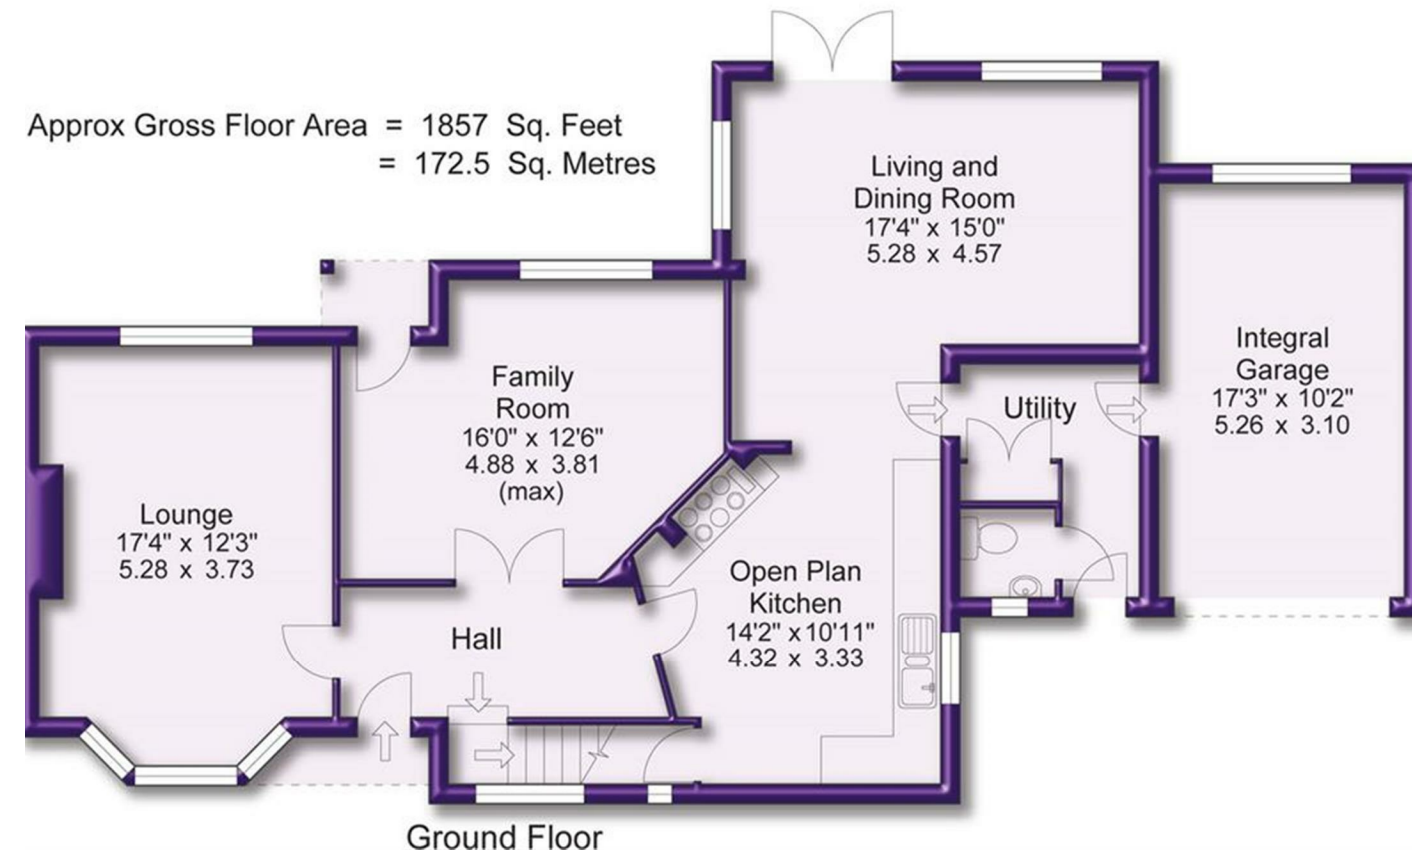 Approx Gross Floor Area = 1857 Sq. Feet
= 172.5 Sq. Metres
Living and
Dining Room
17'4" x 15'0"
5.28 x 4.57
Integral
Garage
17'3" x 10'2"
5.26 x 3.10
Family
Room
16'0" x 12'6"
4.88 x 3.81
(max)
Utility
Lounge
17'4" x 12'3"
5.28 x 3.73
Open Plan
Kitchen
14'2" x 10'11"
4.32 x 3.33
Hall
Ground Floor